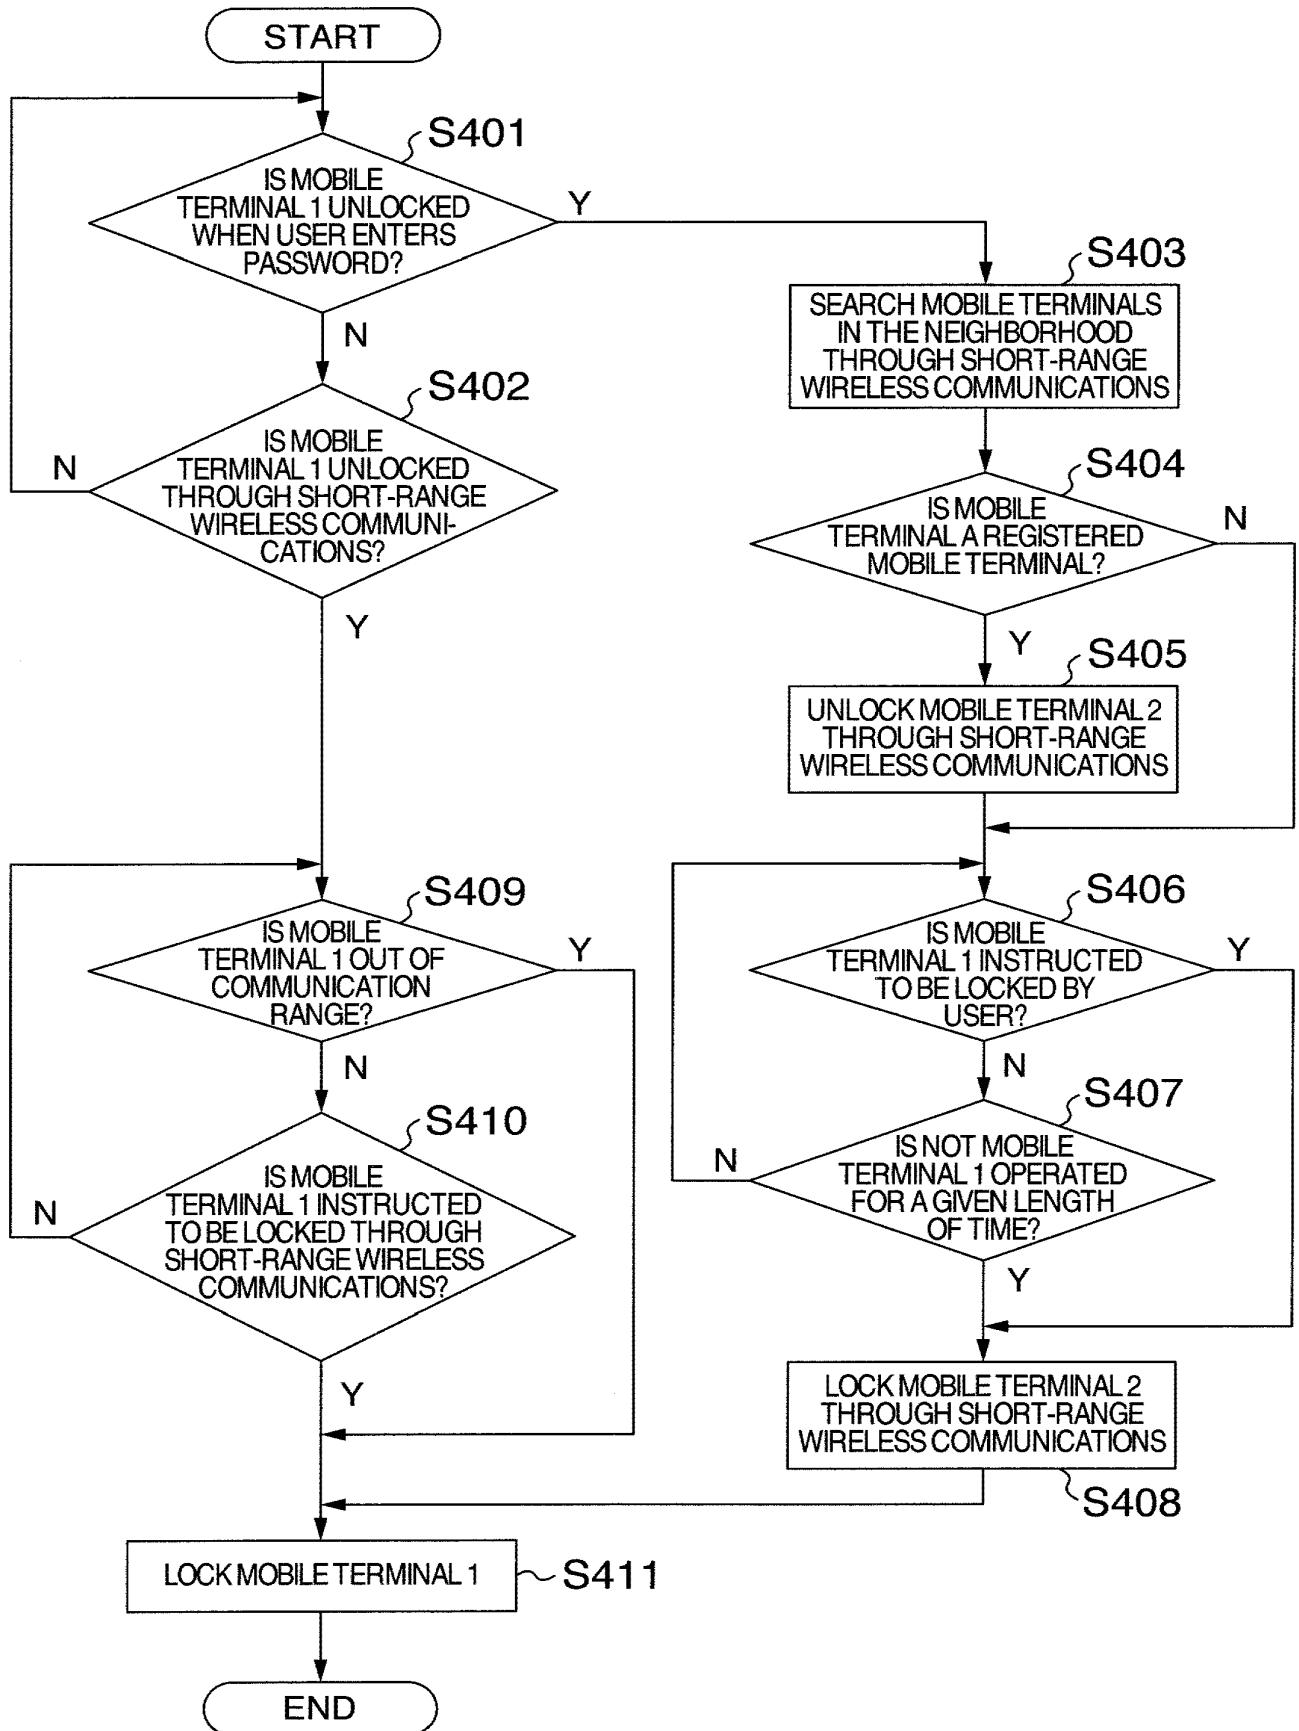 START
S401
IS MOBILE
TERMINAL 1 UNLOCKED
WHEN USER ENTERS
PASSWORD?
Y
N
S402
IS MOBILE
TERMINAL 1 UNLOCKED
THROUGH SHORT-RANGE
WIRELESS COMMUNI-
CATIONS?
N
Y
S403
SEARCH MOBILE TERMINALS
IN THE NEIGHBORHOOD
THROUGH SHORT-RANGE
WIRELESS COMMUNICATIONS
S404
IS MOBILE
TERMINAL A REGISTERED
MOBILE TERMINAL?
N
Y
S405
UNLOCK MOBILE TERMINAL 2
THROUGH SHORT-RANGE
WIRELESS COMMUNICATIONS
S406
IS MOBILE
TERMINAL 1 INSTRUCTED
TO BE LOCKED BY
USER?
Y
N
S407
IS NOT MOBILE
TERMINAL 1 OPERATED
FOR A GIVEN LENGTH
OF TIME?
N
Y
LOCK MOBILE TERMINAL 2
THROUGH SHORT-RANGE
WIRELESS COMMUNICATIONS
S408
S409
IS MOBILE
TERMINAL 1 OUT OF
COMMUNICATION
RANGE?
Y
N
S410
IS MOBILE
TERMINAL 1 INSTRUCTED
TO BE LOCKED THROUGH
SHORT-RANGE WIRELESS
COMMUNICATIONS?
N
Y
LOCK MOBILE TERMINAL 1
S411
END